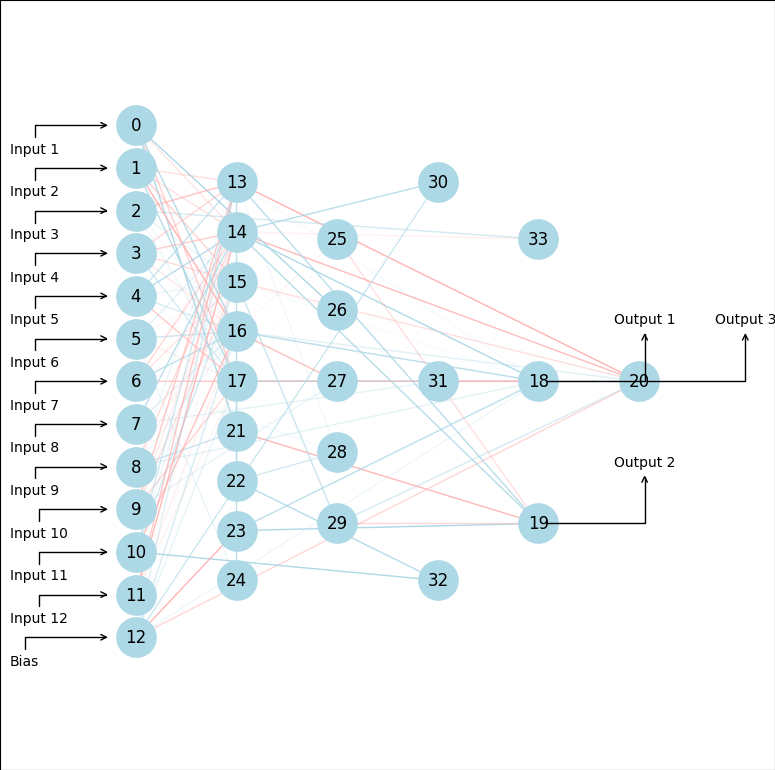 0
Input 1
1
Input 2
2
Input 3
3
Input 4
4
Input 5
5
Input 6
6
Input 7
7
Input 8
8
Input 9
9
Input 10
10
Input 11
11
Input 12
12
Bias
13
14
15
16
17
21
22
23
24
25
26
27
28
29
30
31
32
33
18
19
20
Output 1
Output 3
Output 2